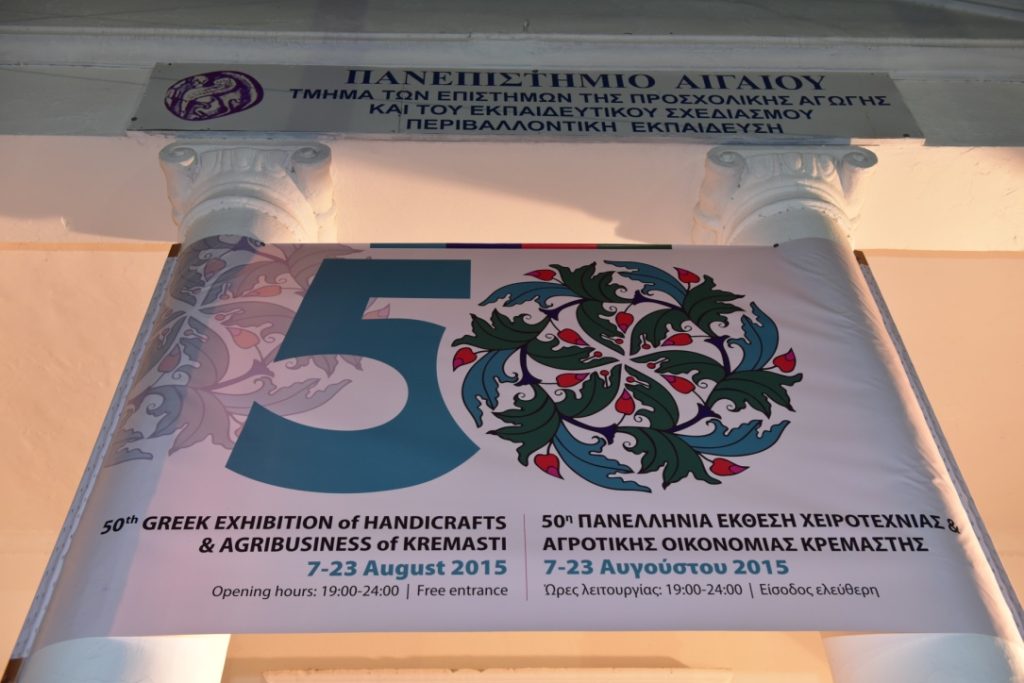 ΠΑΝΕΠΙΣΤΗΜΙΟ ΑΙΓΑΙΟΥ
ΤΜΗΜΑ ΤΩΝ ΕΠΙΣΤΗΜΩΝ ΤΗΣ ΠΡΟΣΧΟΛΙΚΗΣ ΑΓΩΓΗΣ
ΚΑΙ ΤΟΥ ΕΚΠΑΙΔΕΥΤΙΚΟΥ ΣΧΕΔΙΑΣΜΟΥ
ΠΕΡΙΒΑΛΛΟΝΤΙΚΗ ΕΚΠΑΙΔΕΥΣΗ
50
50th GREEK EXHIBITION of HANDICRAFTS
& AGRIBUSINESS of KREMASTI
7-23 August 2015
Opening hours: 19:00-24:00 | Free entrance
50η ΠΑΝΕΛΛΗΝΙΑ ΕΚΘΕΣΗ ΧΕΙΡΟΤΕΧΝΙΑΣ &
ΑΓΡΟΤΙΚΗΣ ΟΙΚΟΝΟΜΙΑΣ ΚΡΕΜΑΣΤΗΣ
7-23 Αυγούστου 2015
Ώρες λειτουργίας: 19:00-24:00 | Είσοδος ελεύθερη